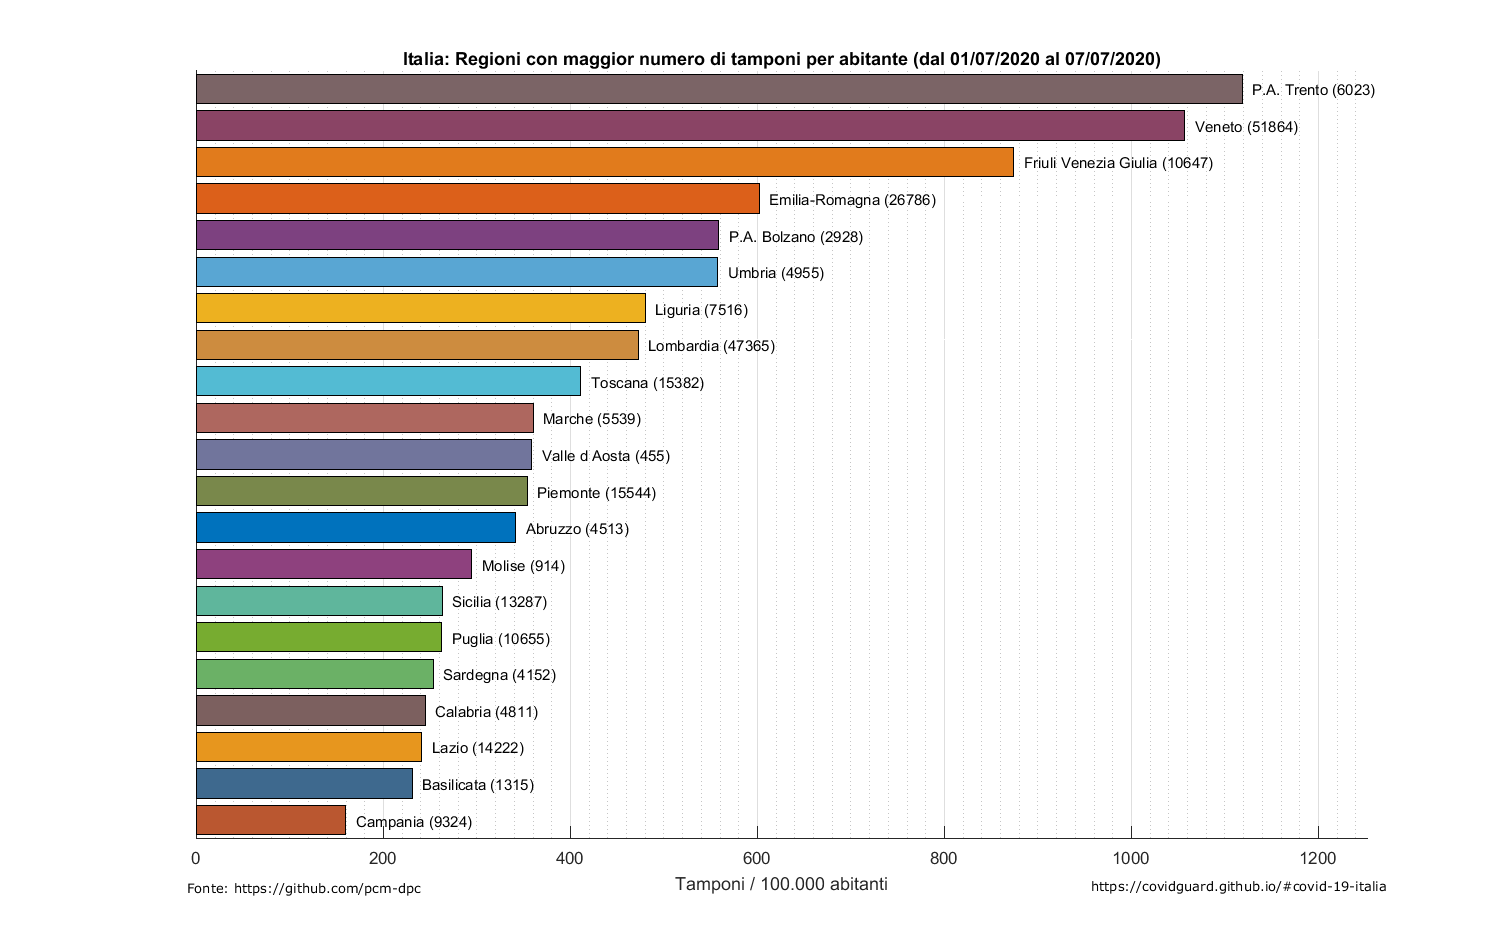 Italia: Regioni con maggior numero di tamponi per abitante (dal 01/07/2020 al 07/07/2020)
P.A. Trento (6023)
Veneto (51864)
Friuli Venezia Giulia (10647)
Emilia-Romagna (26786)
P.A. Bolzano (2928)
Umbria (4955)
Liguria (7516)
Lombardia (47365)
Toscana (15382)
Marche (5539)
Valle d Aosta (455)
Piemonte (15544)
Abruzzo (4513)
Molise (914)
Sicilia (13287)
Puglia (10655)
Sardegna (4152)
Calabria (4811)
Lazio (14222)
Basilicata (1315)
Campania (9324)
0 200 400 600 800 1000 1200
Tamponi / 100.000 abitanti
Fonte: https://github.com/pcm-dpc
https://covidguard.github.io/#covid-19-italia